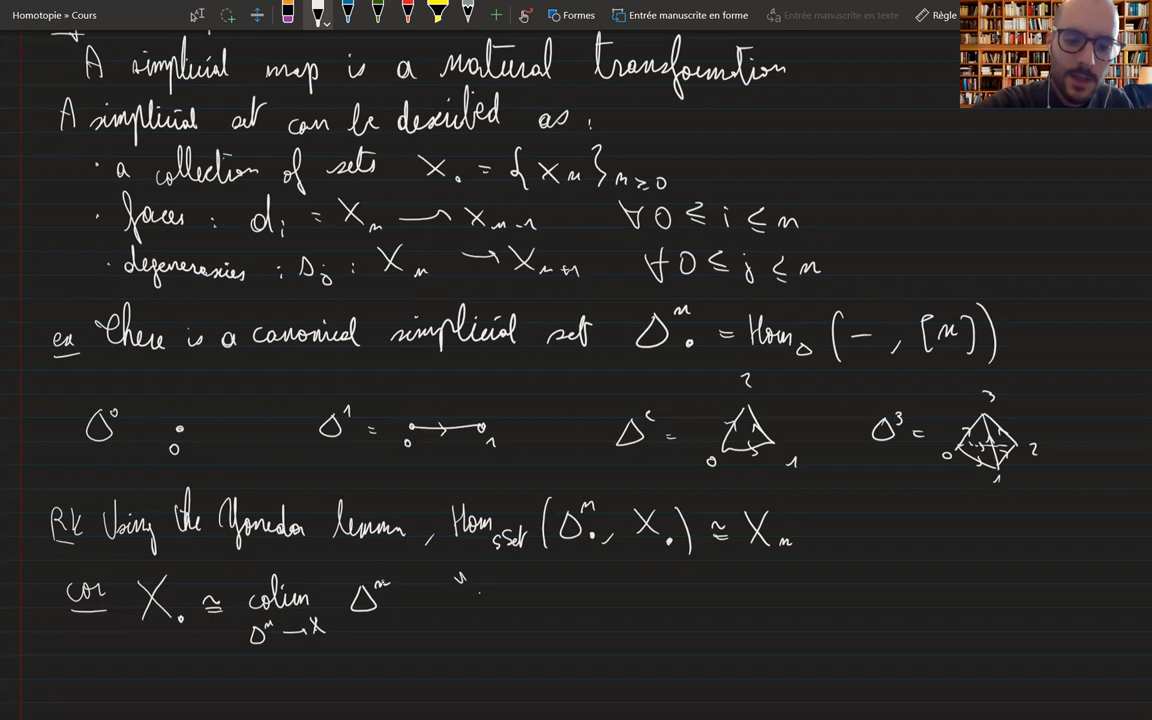 Homotopie » Cours
Formes
Entrée manuscrite en forme
Entrée manuscrite en texte
Règle
A simplicial map is a natural transformation
A simplicial set can be described as :
· a collection of sets X. = {Xₙ}ₙ≥₀
· faces : dᵢ = Xₙ → Xₙ₋₁ ∀ 0 ≤ i ≤ n
· degeneracies : sⱼ : Xₙ → Xₙ₊₁ ∀ 0 ≤ j ≤ n
ex There is a canonical simplicial set Δⁿ. = Hom_Δ (−, [n])
Δ⁰ 0 Δ¹ = 0 1 Δ² = 0 1 2 Δ³ = 0 1 2 3
Rk Using the Yoneda lemma, Hom_sSet (Δⁿ., X.) ≅ Xₙ
cor X. ≅ colim Δⁿ
Δⁿ → X